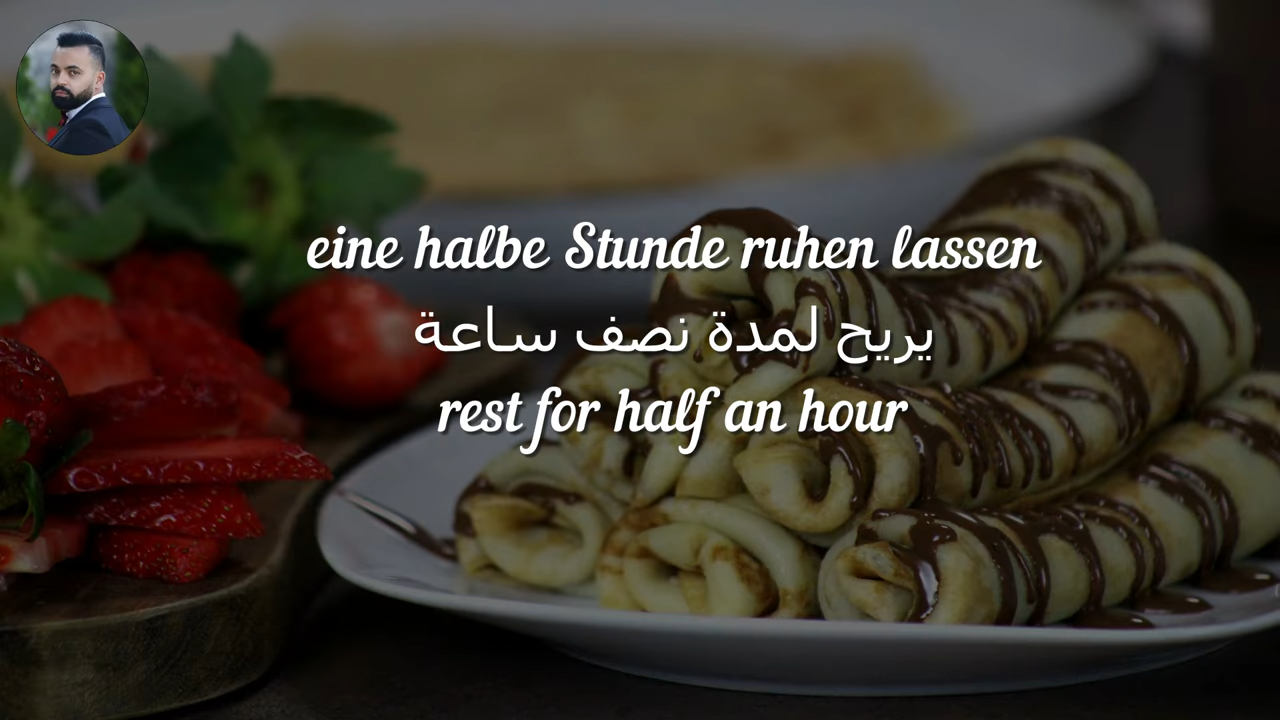 eine halbe Stunde ruhen lassen
يريح لمدة نصف ساعة
rest for half an hour